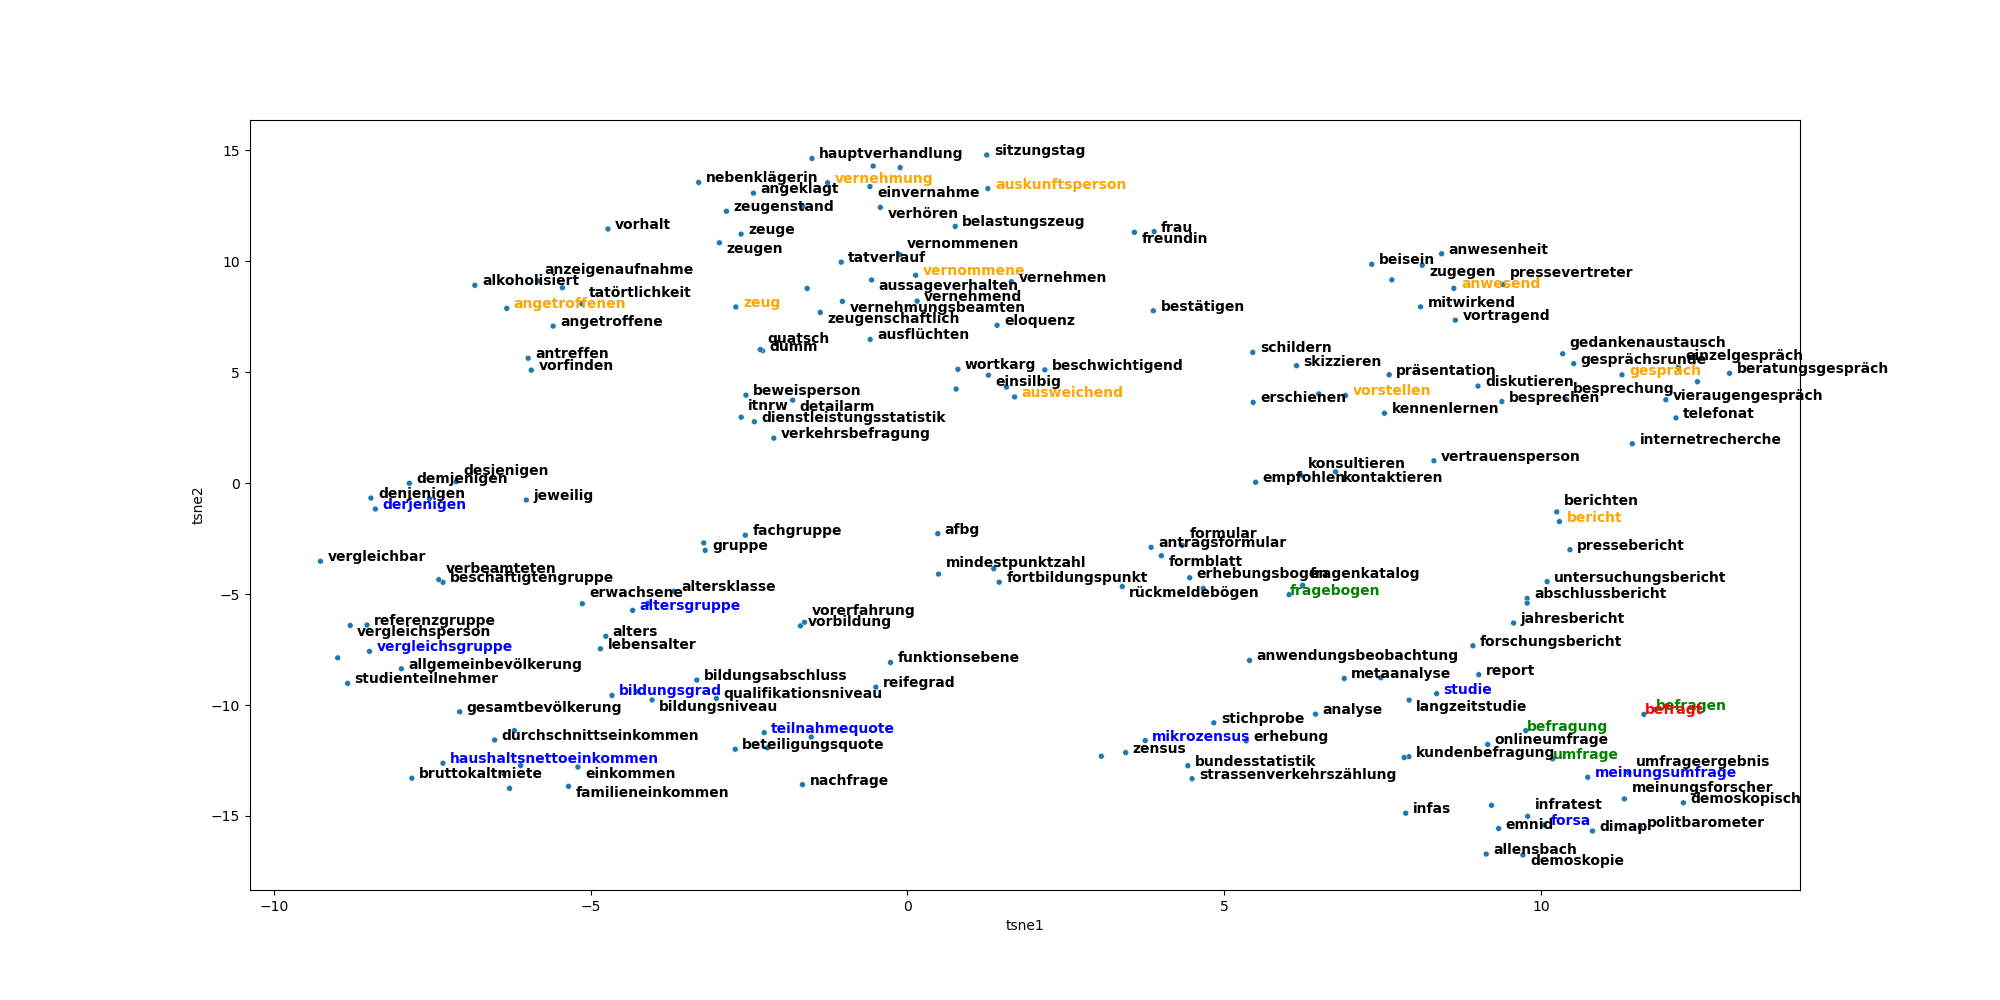 15
10
5
0
−5
−10
−15
−10
−5
0
5
10
tsne1
tsne2
hauptverhandlung
sitzungstag
nebenklägerin
vernehmung
angeklagt
einvernahme
auskunftsperson
zeugenstand
verhören
belastungszeug
vorhalt
zeuge
zeugen
vernommenen
frau
freundin
tatverlauf
anzeigenaufnahme
alkoholisiert
tatörtlichkeit
angetroffenen
angetroffene
zeug
vernommene
aussageverhalten
vernehmen
vernehmend
vernehmungsbeamten
zeugenschaftlich
eloquenz
bestätigen
ausflüchten
quatsch
dumm
antreffen
vorfinden
beisein
anwesenheit
zugegen
pressevertreter
anwesend
mitwirkend
vortragend
schildern
skizzieren
wortkarg
beschwichtigend
einsilbig
ausweichend
beweisperson
itnrw
detailarm
dienstleistungsstatistik
verkehrsbefragung
gedankenaustausch
gesprächsrunde
einzelgespräch
gespräch
beratungsgespräch
präsentation
diskutieren
besprechung
vorstellen
erschienen
besprechen
vieraugengespräch
kennenlernen
telefonat
internetrecherche
vertrauensperson
konsultieren
empfohlen
kontaktieren
desjenigen
demjenigen
denjenigen
derjenigen
jeweilig
berichten
bericht
pressebericht
fachgruppe
gruppe
afbg
formular
antragsformular
formblatt
vergleichbar
verbeamteten
beschäftigtengruppe
mindestpunktzahl
fortbildungspunkt
erhebungsbogen
fragenkatalog
rückmeldebögen
fragebogen
untersuchungsbericht
abschlussbericht
erwachsene
altersklasse
altersgruppe
jahresbericht
vorerfahrung
vorbildung
referenzgruppe
vergleichsperson
alters
lebensalter
vergleichsgruppe
forschungsbericht
allgemeinbevölkerung
studienteilnehmer
funktionsebene
anwendungsbeobachtung
bildungsabschluss
reifegrad
metaanalyse
report
bildungsgrad
qualifikationsniveau
studie
bildungsniveau
langzeitstudie
gesamtbevölkerung
analyse
befragen
befragt
stichprobe
teilnahmequote
befragung
durchschnittseinkommen
mikrozensus
erhebung
onlineumfrage
beteiligungsquote
zensus
kundenbefragung
umfrage
haushaltsnettoeinkommen
bundesstatistik
umfrageergebnis
bruttokaltmiete
einkommen
strassenverkehrszählung
meinungsumfrage
nachfrage
familieneinkommen
meinungsforscher
demoskopisch
infas
infratest
emnid
forsa
dimap
politbarometer
allensbach
demoskopie